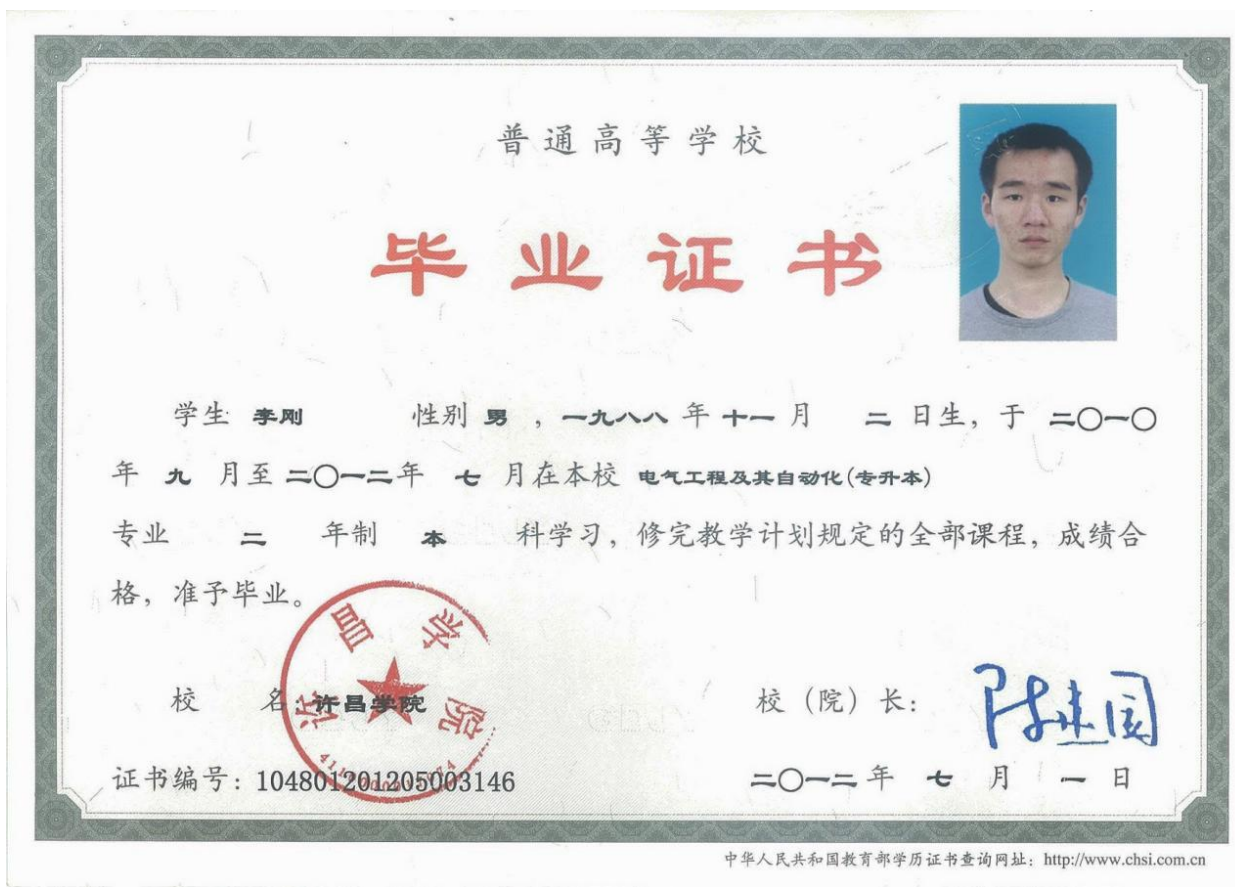 普通高等学校
毕业证书
学生 李刚 性别 男 ，一九八八 年 十一 月 二 日生，于 二〇一〇
年 九 月至 二〇一二年 七 月在本校 电气工程及其自动化(专升本)
专业 二 年制 本 科学习，修完教学计划规定的全部课程，成绩合
格，准予毕业。
许昌学院
校 名：许昌学院 校（院）长：
陈建国
证书编号：104801201205003146 二〇一二 年 七 月 一 日
中华人民共和国教育部学历证书查询网址：http://www.chsi.com.cn